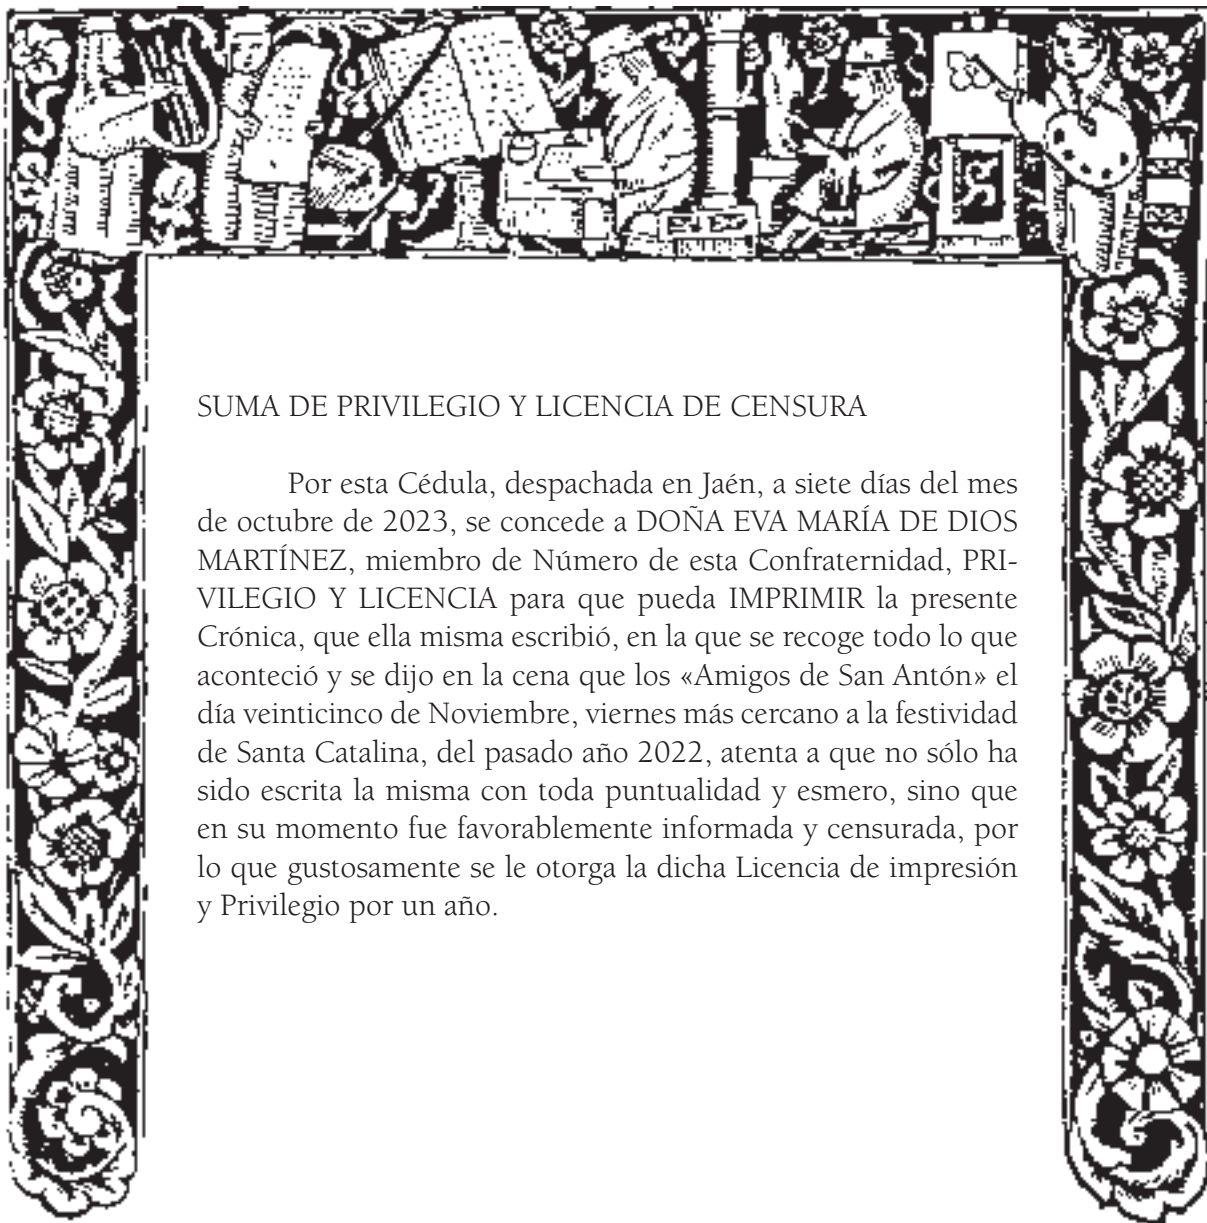 SUMA DE PRIVILEGIO Y LICENCIA DE CENSURA
Por esta Cédula, despachada en Jaén, a siete días del mes
de octubre de 2023, se concede a DOÑA EVA MARÍA DE DIOS
MARTÍNEZ, miembro de Número de esta Confraternidad, PRI-
VILEGIO Y LICENCIA para que pueda IMPRIMIR la presente
Crónica, que ella misma escribió, en la que se recoge todo lo que
aconteció y se dijo en la cena que los «Amigos de San Antón» el
día veinticinco de Noviembre, viernes más cercano a la festividad
de Santa Catalina, del pasado año 2022, atenta a que no sólo ha
sido escrita la misma con toda puntualidad y esmero, sino que
en su momento fue favorablemente informada y censurada, por
lo que gustosamente se le otorga la dicha Licencia de impresión
y Privilegio por un año.